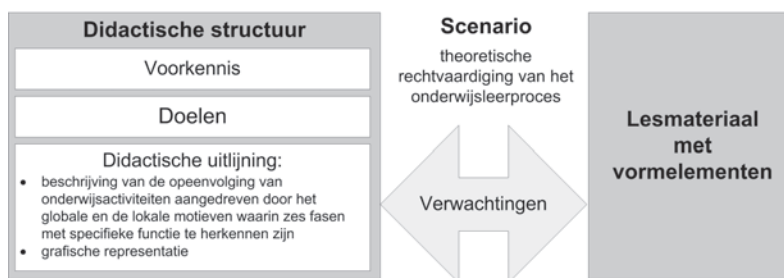 Didactische structuur
Voorkennis
Doelen
Didactische uitlijning:
• beschrijving van de opeenvolging van
onderwijsactiviteiten aangedreven door het
globale en de lokale motieven waarin zes fasen
met specifieke functie te herkennen zijn
• grafische representatie
Scenario
theoretische
rechtvaardiging van het
onderwijsleerproces
Verwachtingen
Lesmateriaal
met
vormelementen